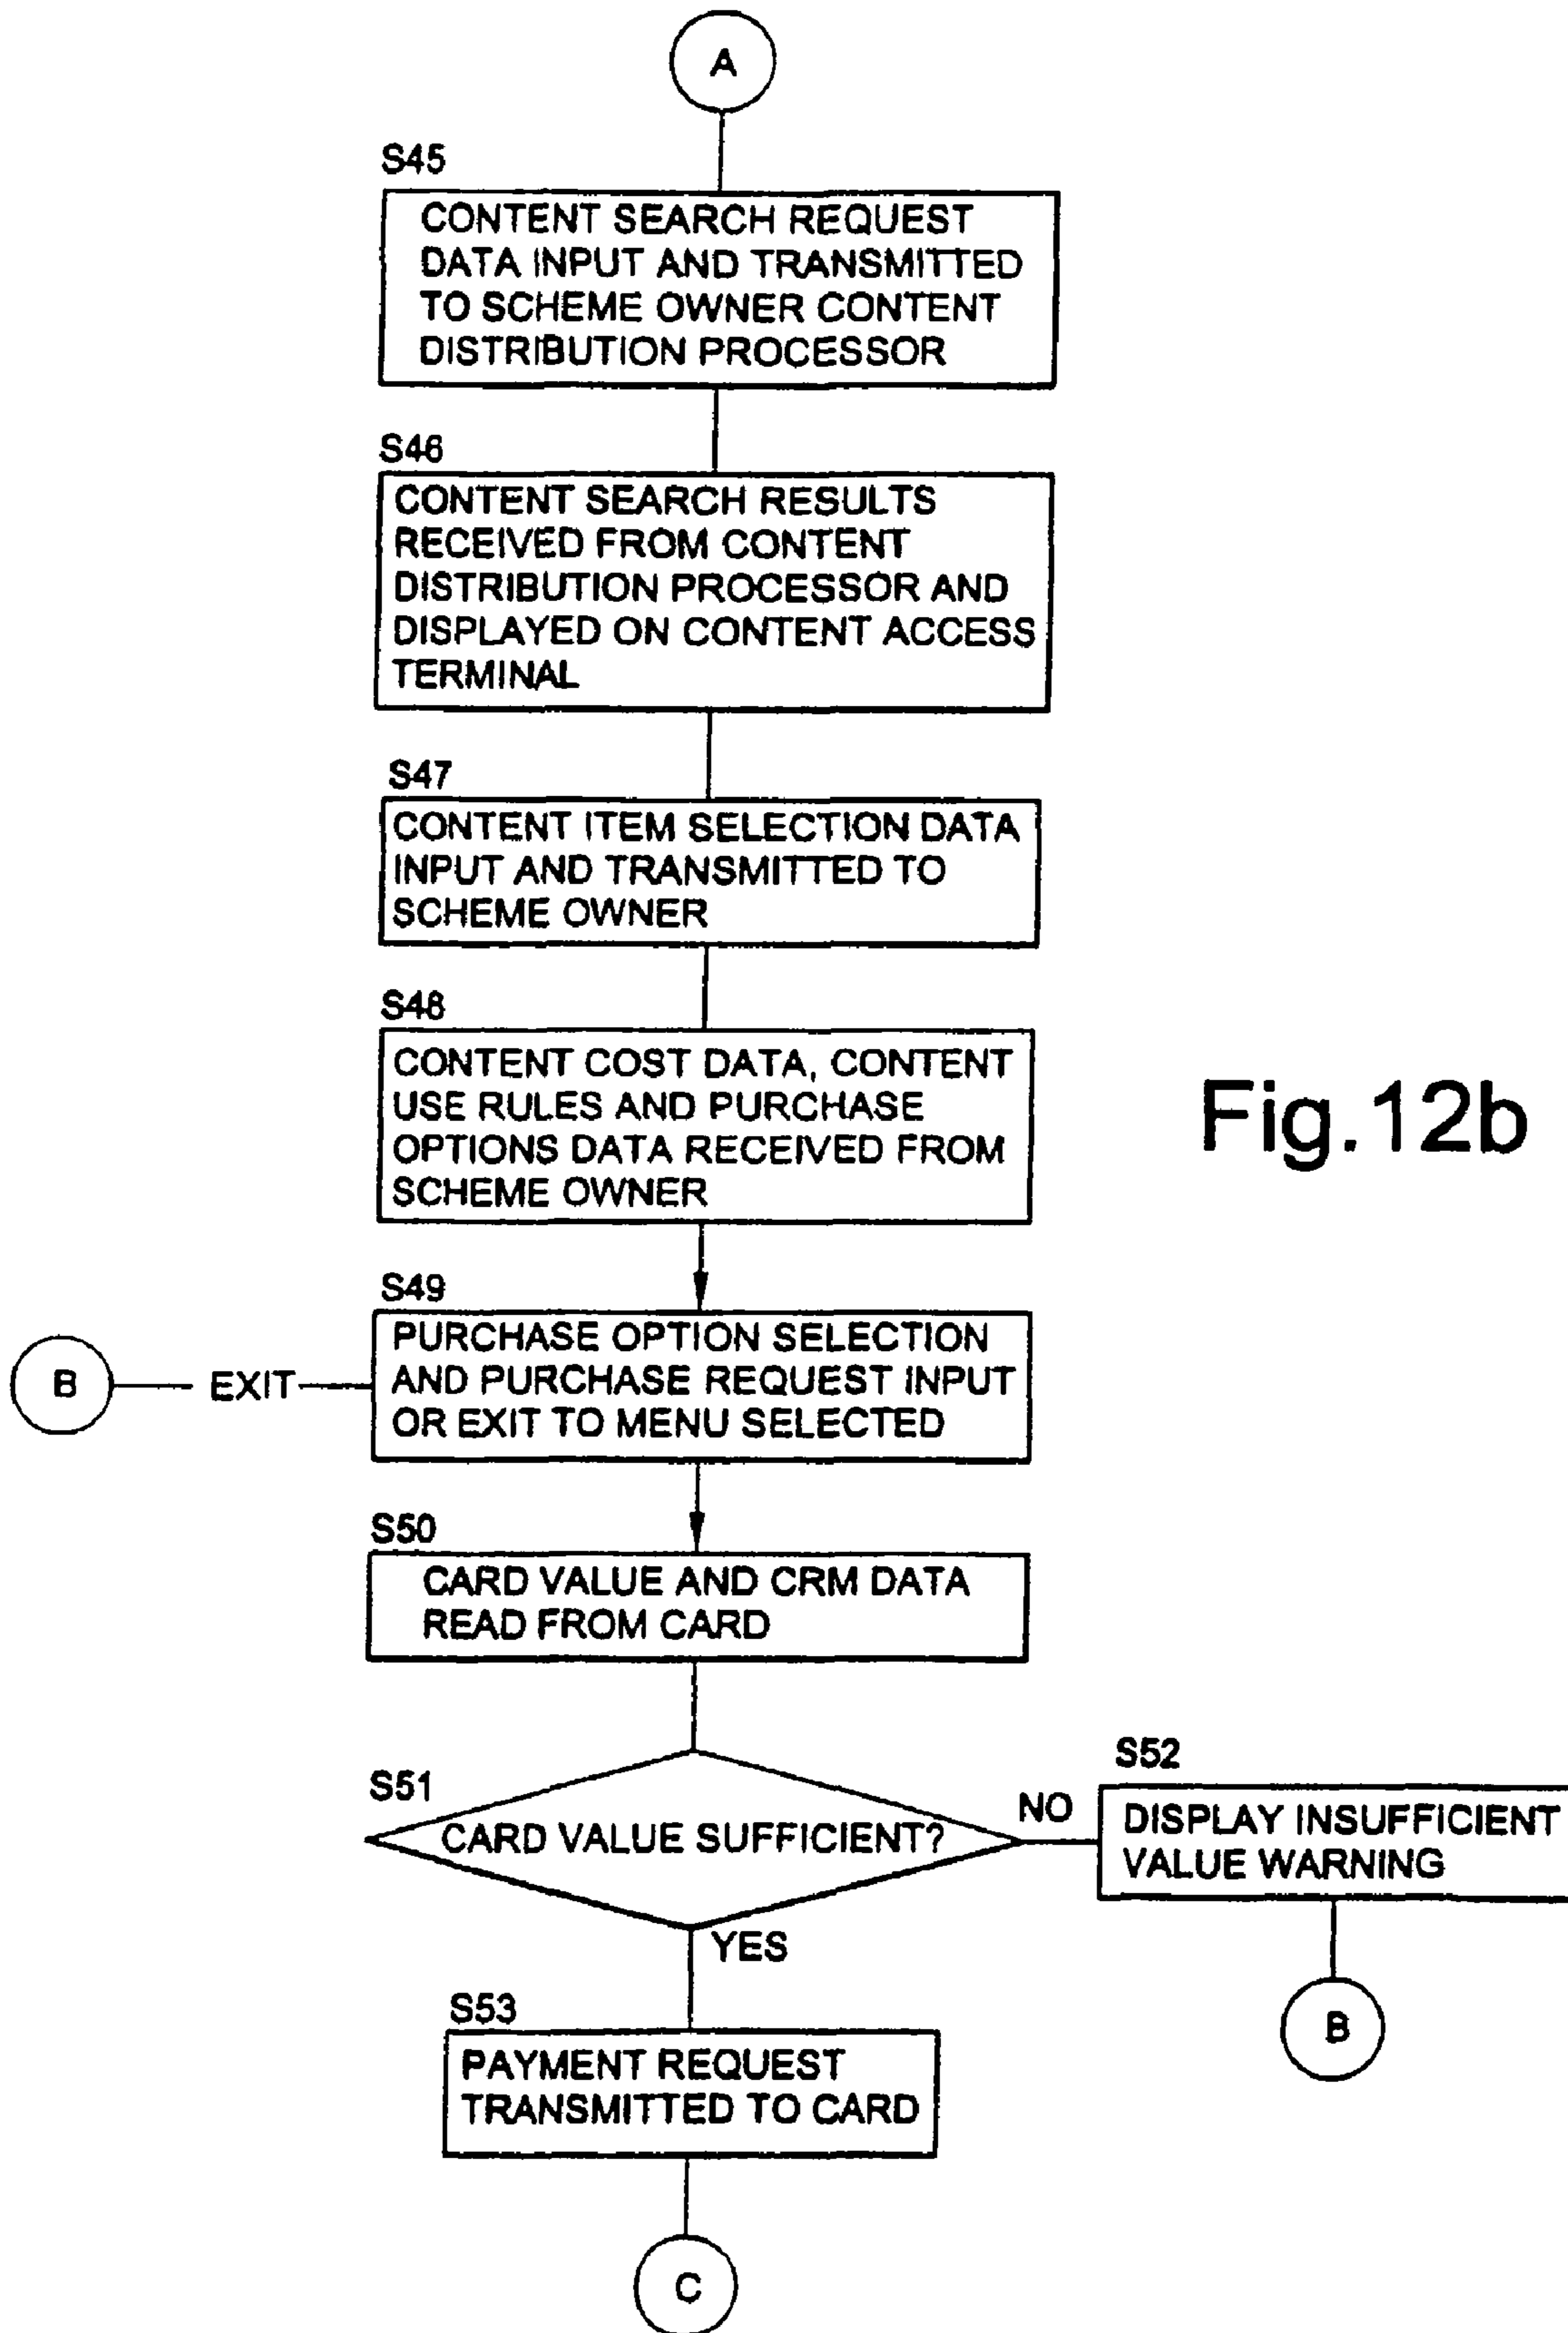 A
S45
CONTENT SEARCH REQUEST
DATA INPUT AND TRANSMITTED
TO SCHEME OWNER CONTENT
DISTRIBUTION PROCESSOR
S46
CONTENT SEARCH RESULTS
RECEIVED FROM CONTENT
DISTRIBUTION PROCESSOR AND
DISPLAYED ON CONTENT ACCESS
TERMINAL
S47
CONTENT ITEM SELECTION DATA
INPUT AND TRANSMITTED TO
SCHEME OWNER
S48
CONTENT COST DATA, CONTENT
USE RULES AND PURCHASE
OPTIONS DATA RECEIVED FROM
SCHEME OWNER
Fig.12b
S49
PURCHASE OPTION SELECTION
AND PURCHASE REQUEST INPUT
OR EXIT TO MENU SELECTED
B
EXIT
S50
CARD VALUE AND CRM DATA
READ FROM CARD
S51
CARD VALUE SUFFICIENT?
NO
S52
DISPLAY INSUFFICIENT
VALUE WARNING
B
YES
S53
PAYMENT REQUEST
TRANSMITTED TO CARD
C